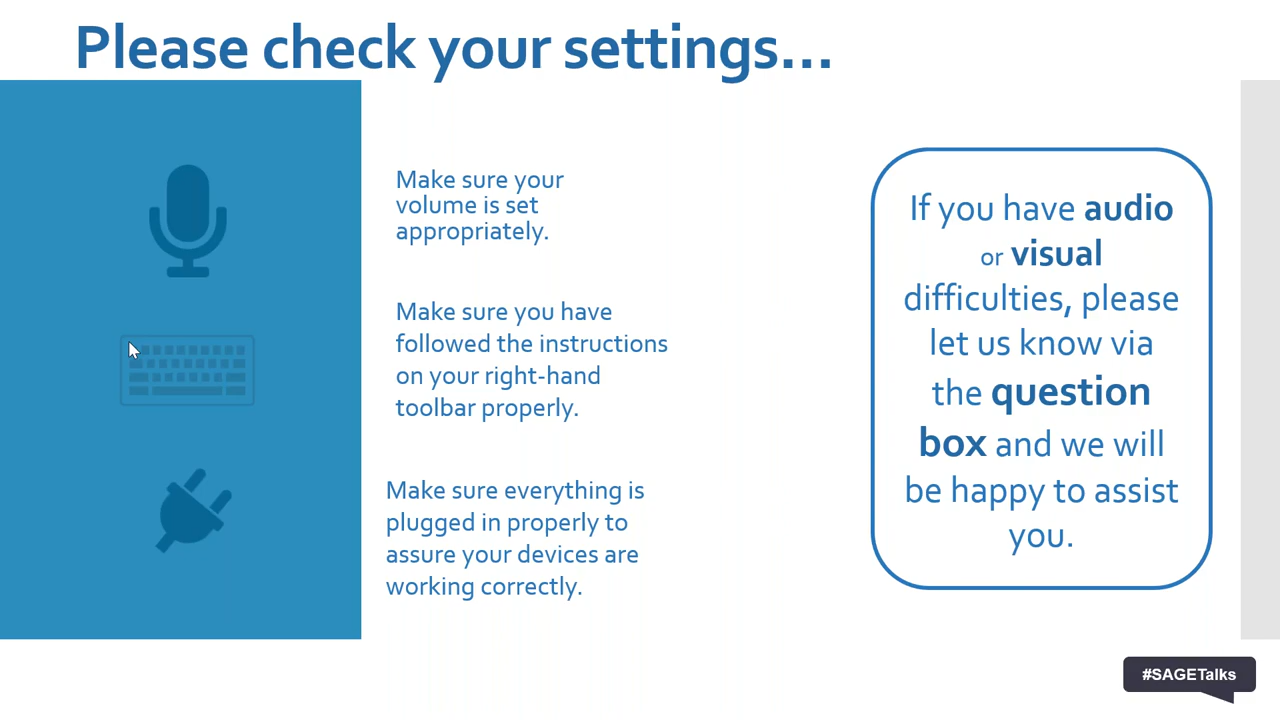 Please check your settings...
Make sure your
volume is set
appropriately.
Make sure you have
followed the instructions
on your right-hand
toolbar properly.
Make sure everything is
plugged in properly to
assure your devices are
working correctly.
If you have audio
or visual
difficulties, please
let us know via
the question
box and we will
be happy to assist
you.
#SAGETalks